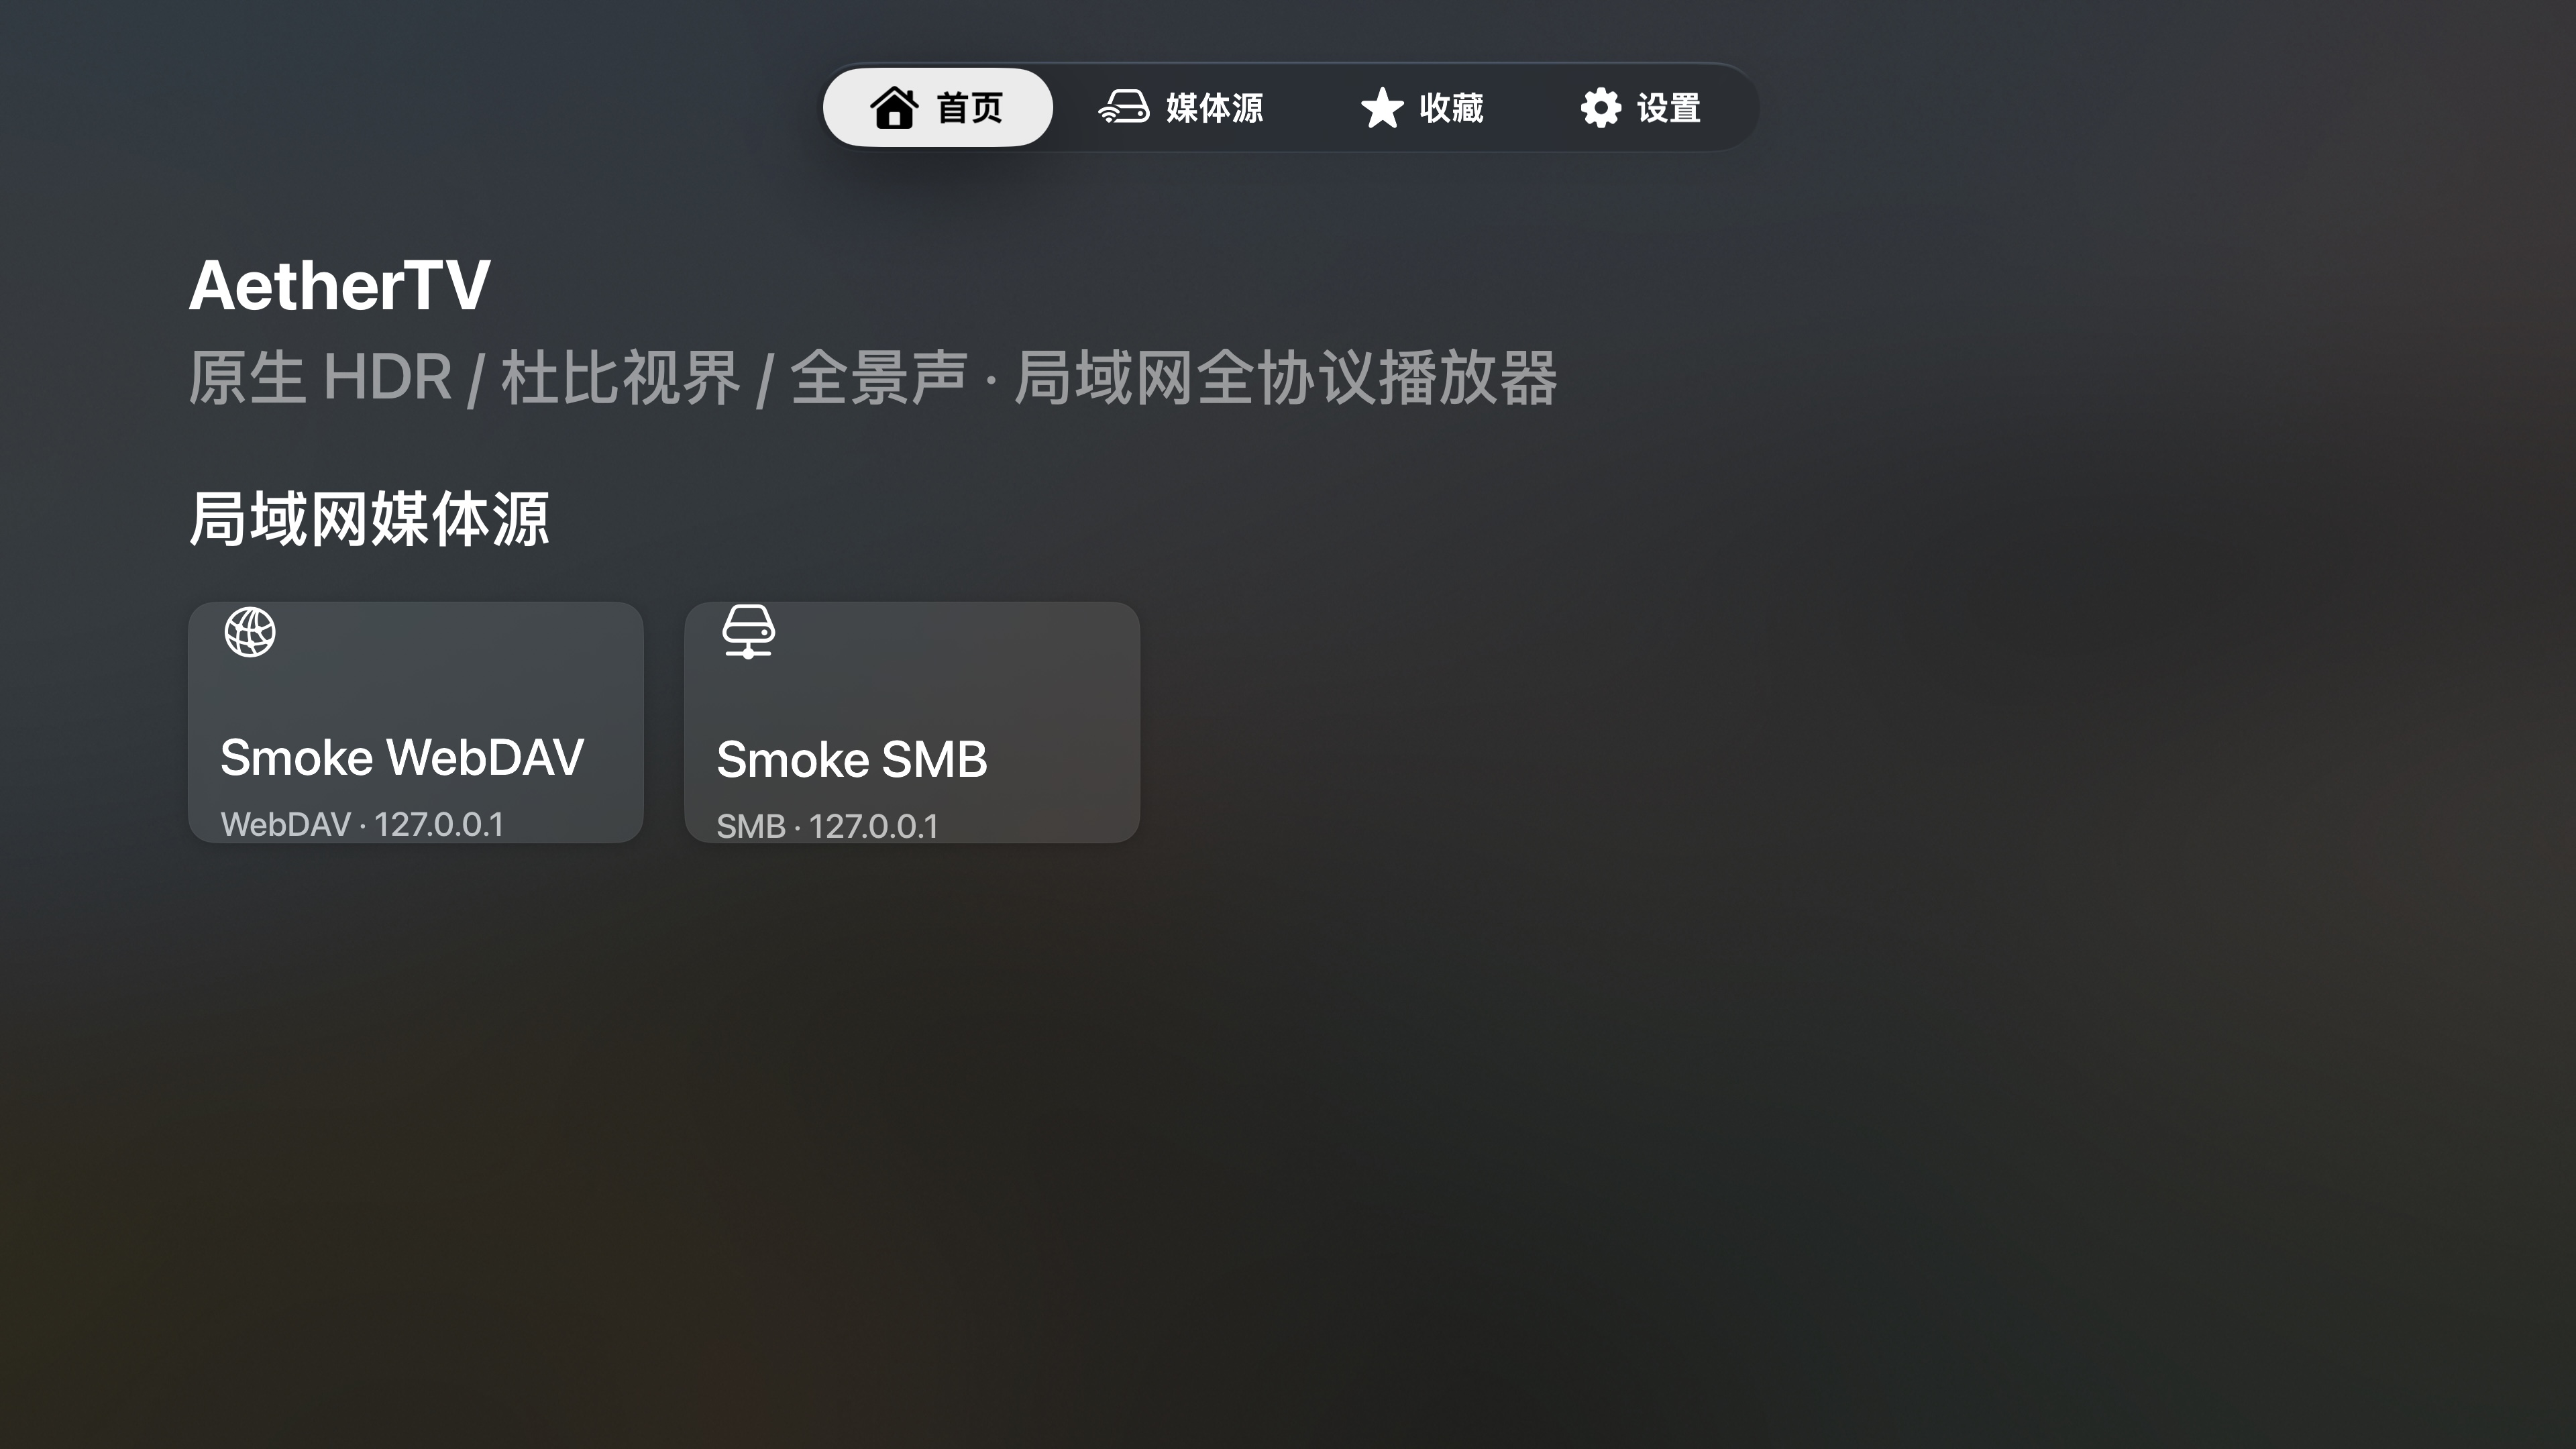 首页 媒体源 收藏 设置
AetherTV
原生 HDR / 杜比视界 / 全景声 · 局域网全协议播放器
局域网媒体源
Smoke WebDAV
WebDAV · 127.0.0.1
Smoke SMB
SMB · 127.0.0.1